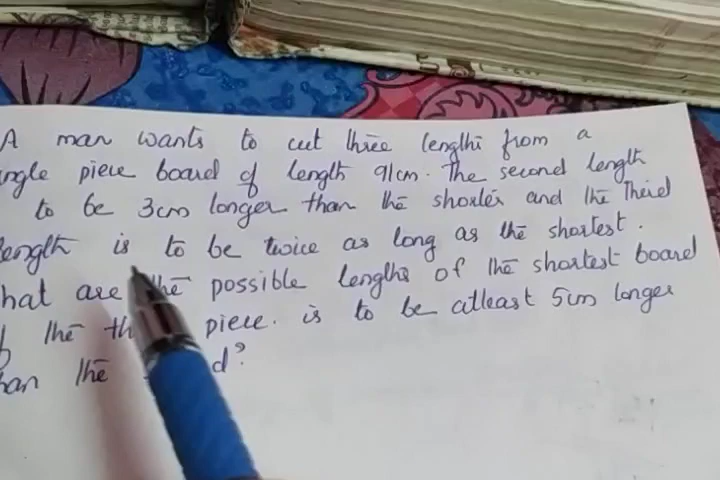 A man wants to cut three lengths from a
ngle piece board of length 91cm. The second length
to be 3cm longer than the shorter and the Third
length is to be twice as long as the shortest.
hat are the possible lengths of the shortest board
the th piece. is to be atleast 5cm longer
han the d?